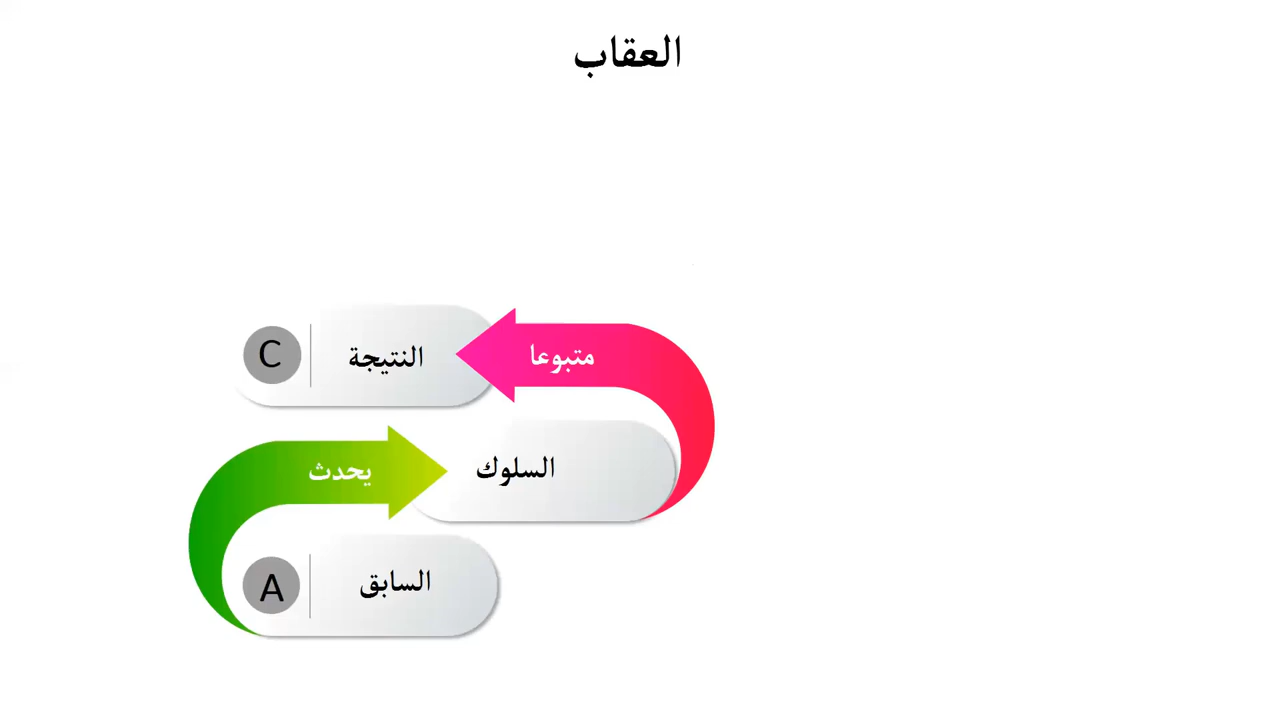 العقاب
C
النتيجة
متبوعا
يحدث
السلوك
A
السابق